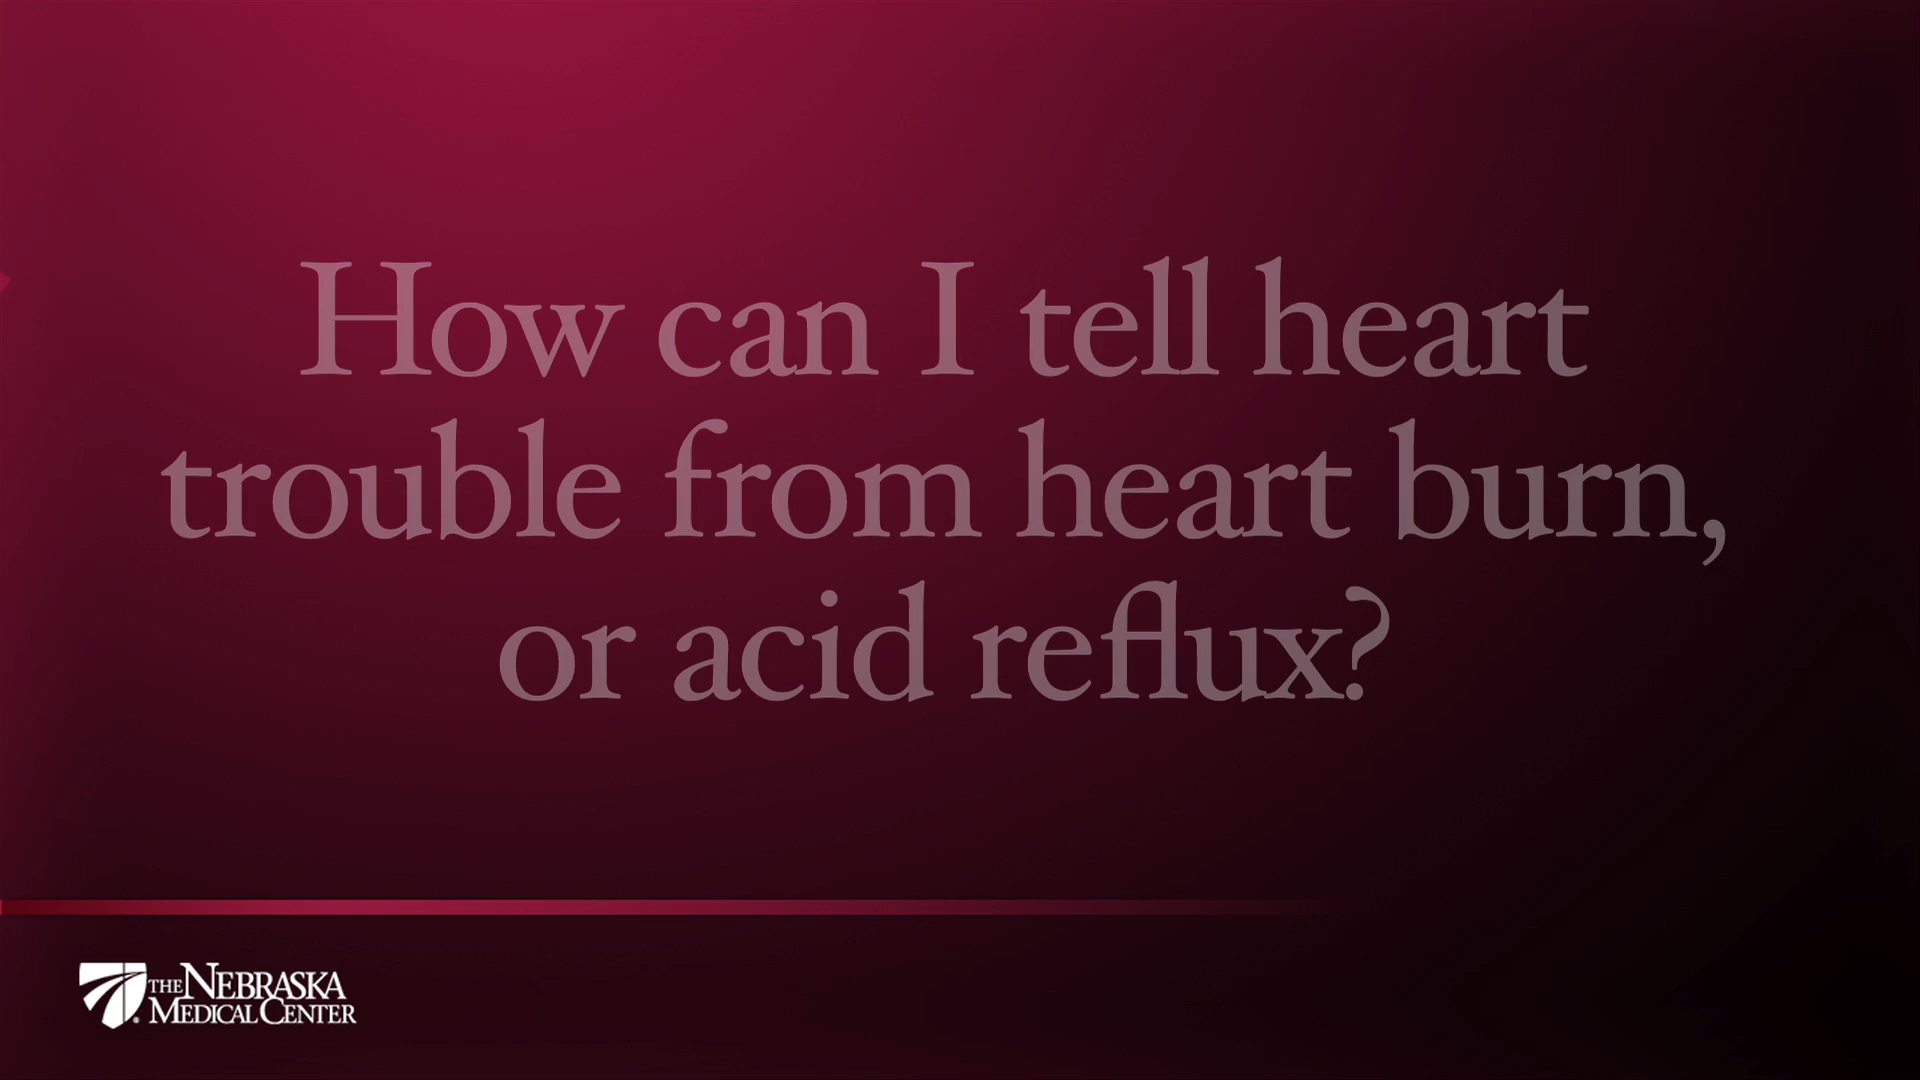 How can I tell heart
trouble from heart burn,
or acid reflux?
THE NEBRASKA
MEDICAL CENTER